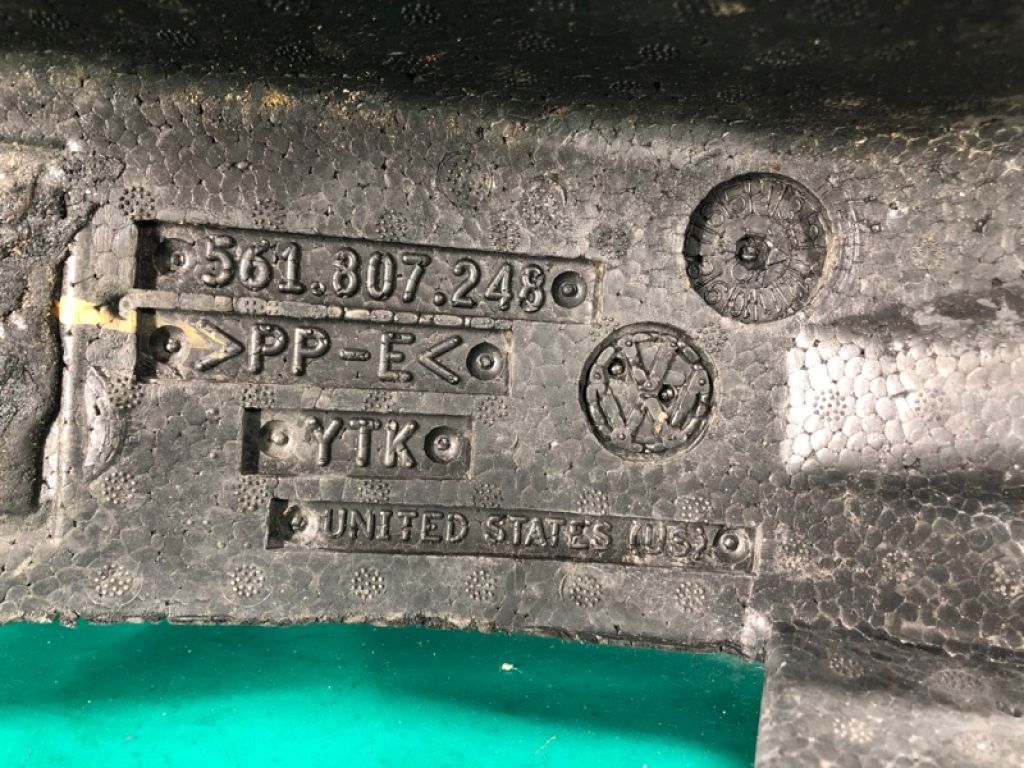 561.807.248
>PP-E<
YTK
UNITED STATES (US)